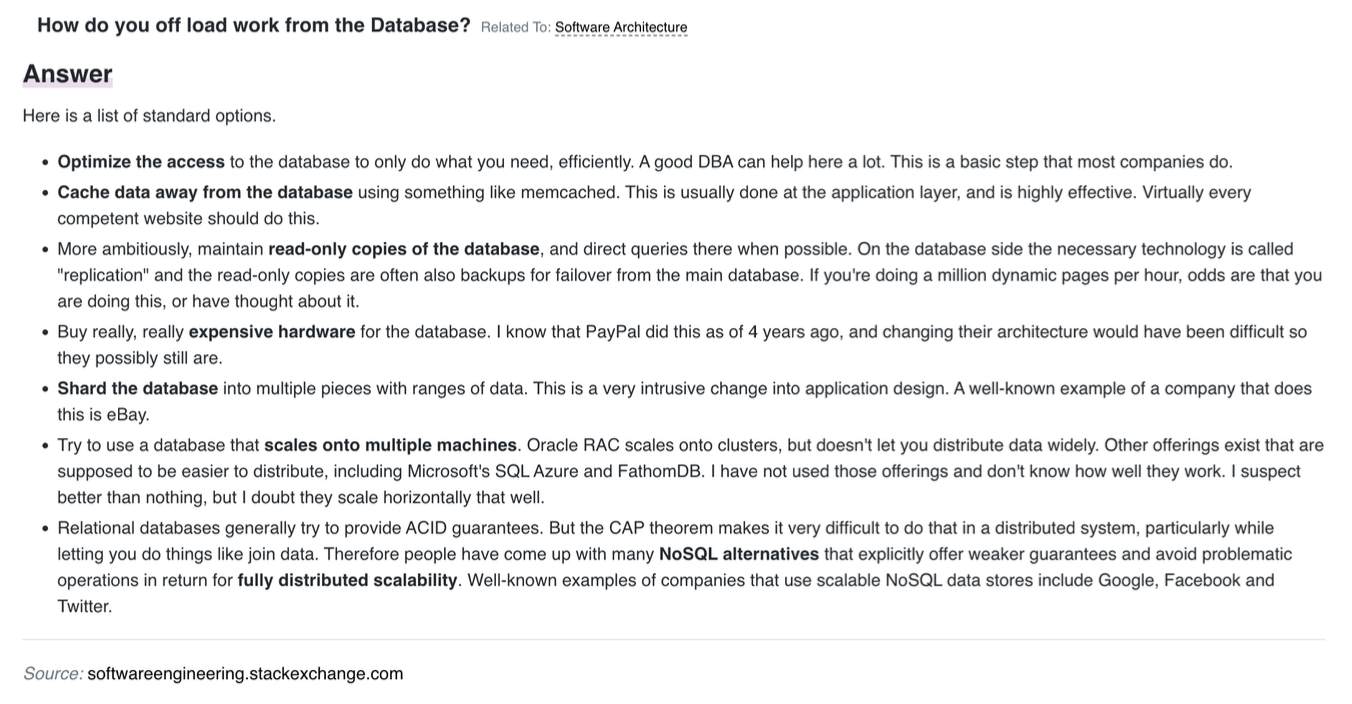 How do you off load work from the Database? Related To: Software Architecture
Answer
Here is a list of standard options.
• Optimize the access to the database to only do what you need, efficiently. A good DBA can help here a lot. This is a basic step that most companies do.
• Cache data away from the database using something like memcached. This is usually done at the application layer, and is highly effective. Virtually every
competent website should do this.
• More ambitiously, maintain read-only copies of the database, and direct queries there when possible. On the database side the necessary technology is called
"replication" and the read-only copies are often also backups for failover from the main database. If you're doing a million dynamic pages per hour, odds are that you
are doing this, or have thought about it.
• Buy really, really expensive hardware for the database. I know that PayPal did this as of 4 years ago, and changing their architecture would have been difficult so
they possibly still are.
• Shard the database into multiple pieces with ranges of data. This is a very intrusive change into application design. A well-known example of a company that does
this is eBay.
• Try to use a database that scales onto multiple machines. Oracle RAC scales onto clusters, but doesn't let you distribute data widely. Other offerings exist that are
supposed to be easier to distribute, including Microsoft's SQL Azure and FathomDB. I have not used those offerings and don't know how well they work. I suspect
better than nothing, but I doubt they scale horizontally that well.
• Relational databases generally try to provide ACID guarantees. But the CAP theorem makes it very difficult to do that in a distributed system, particularly while
letting you do things like join data. Therefore people have come up with many NoSQL alternatives that explicitly offer weaker guarantees and avoid problematic
operations in return for fully distributed scalability. Well-known examples of companies that use scalable NoSQL data stores include Google, Facebook and
Twitter.
Source: softwareengineering.stackexchange.com